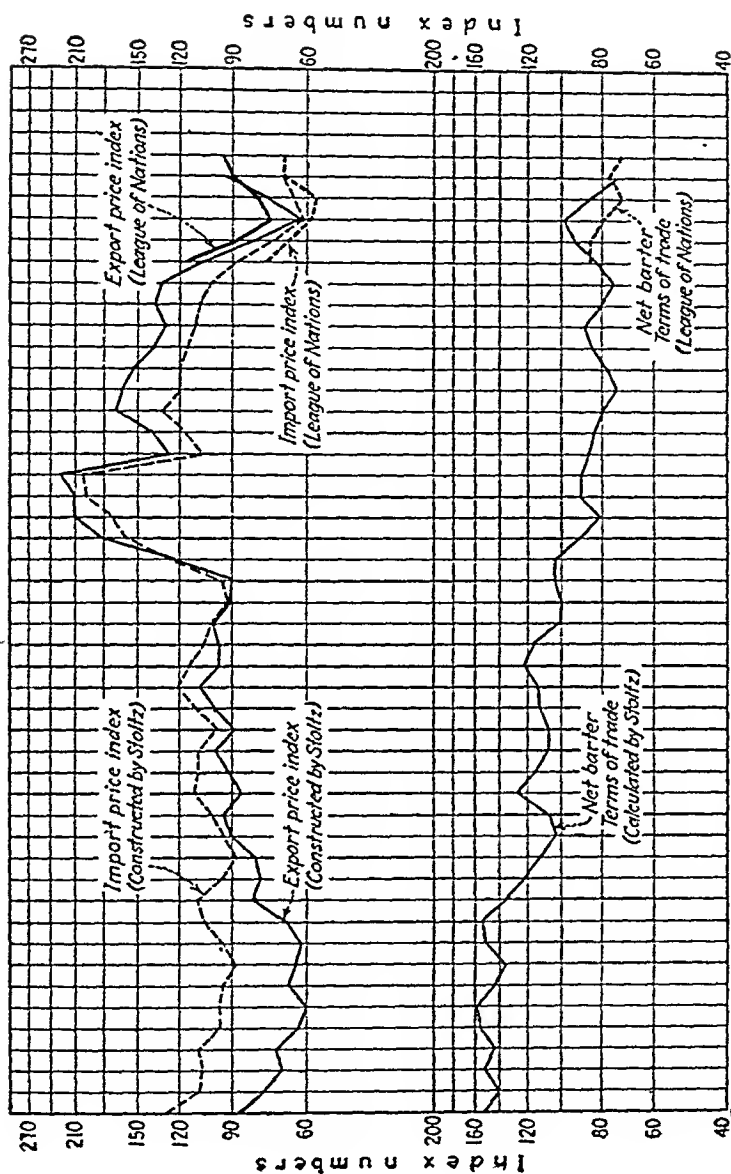 Index numbers
270
210
150
120
90
60
200
160
120
80
60
40
Import price index
(Constructed by Stoltz)
Export price index
(Constructed by Stoltz)
Export price index
(League of Nations)
Import price index
(League of Nations)
Net barter
Terms of trade
(Calculated by Stoltz)
Net barter
Terms of trade
(League of Nations)
270
210
150
120
90
60
200
160
120
80
60
40
Index numbers